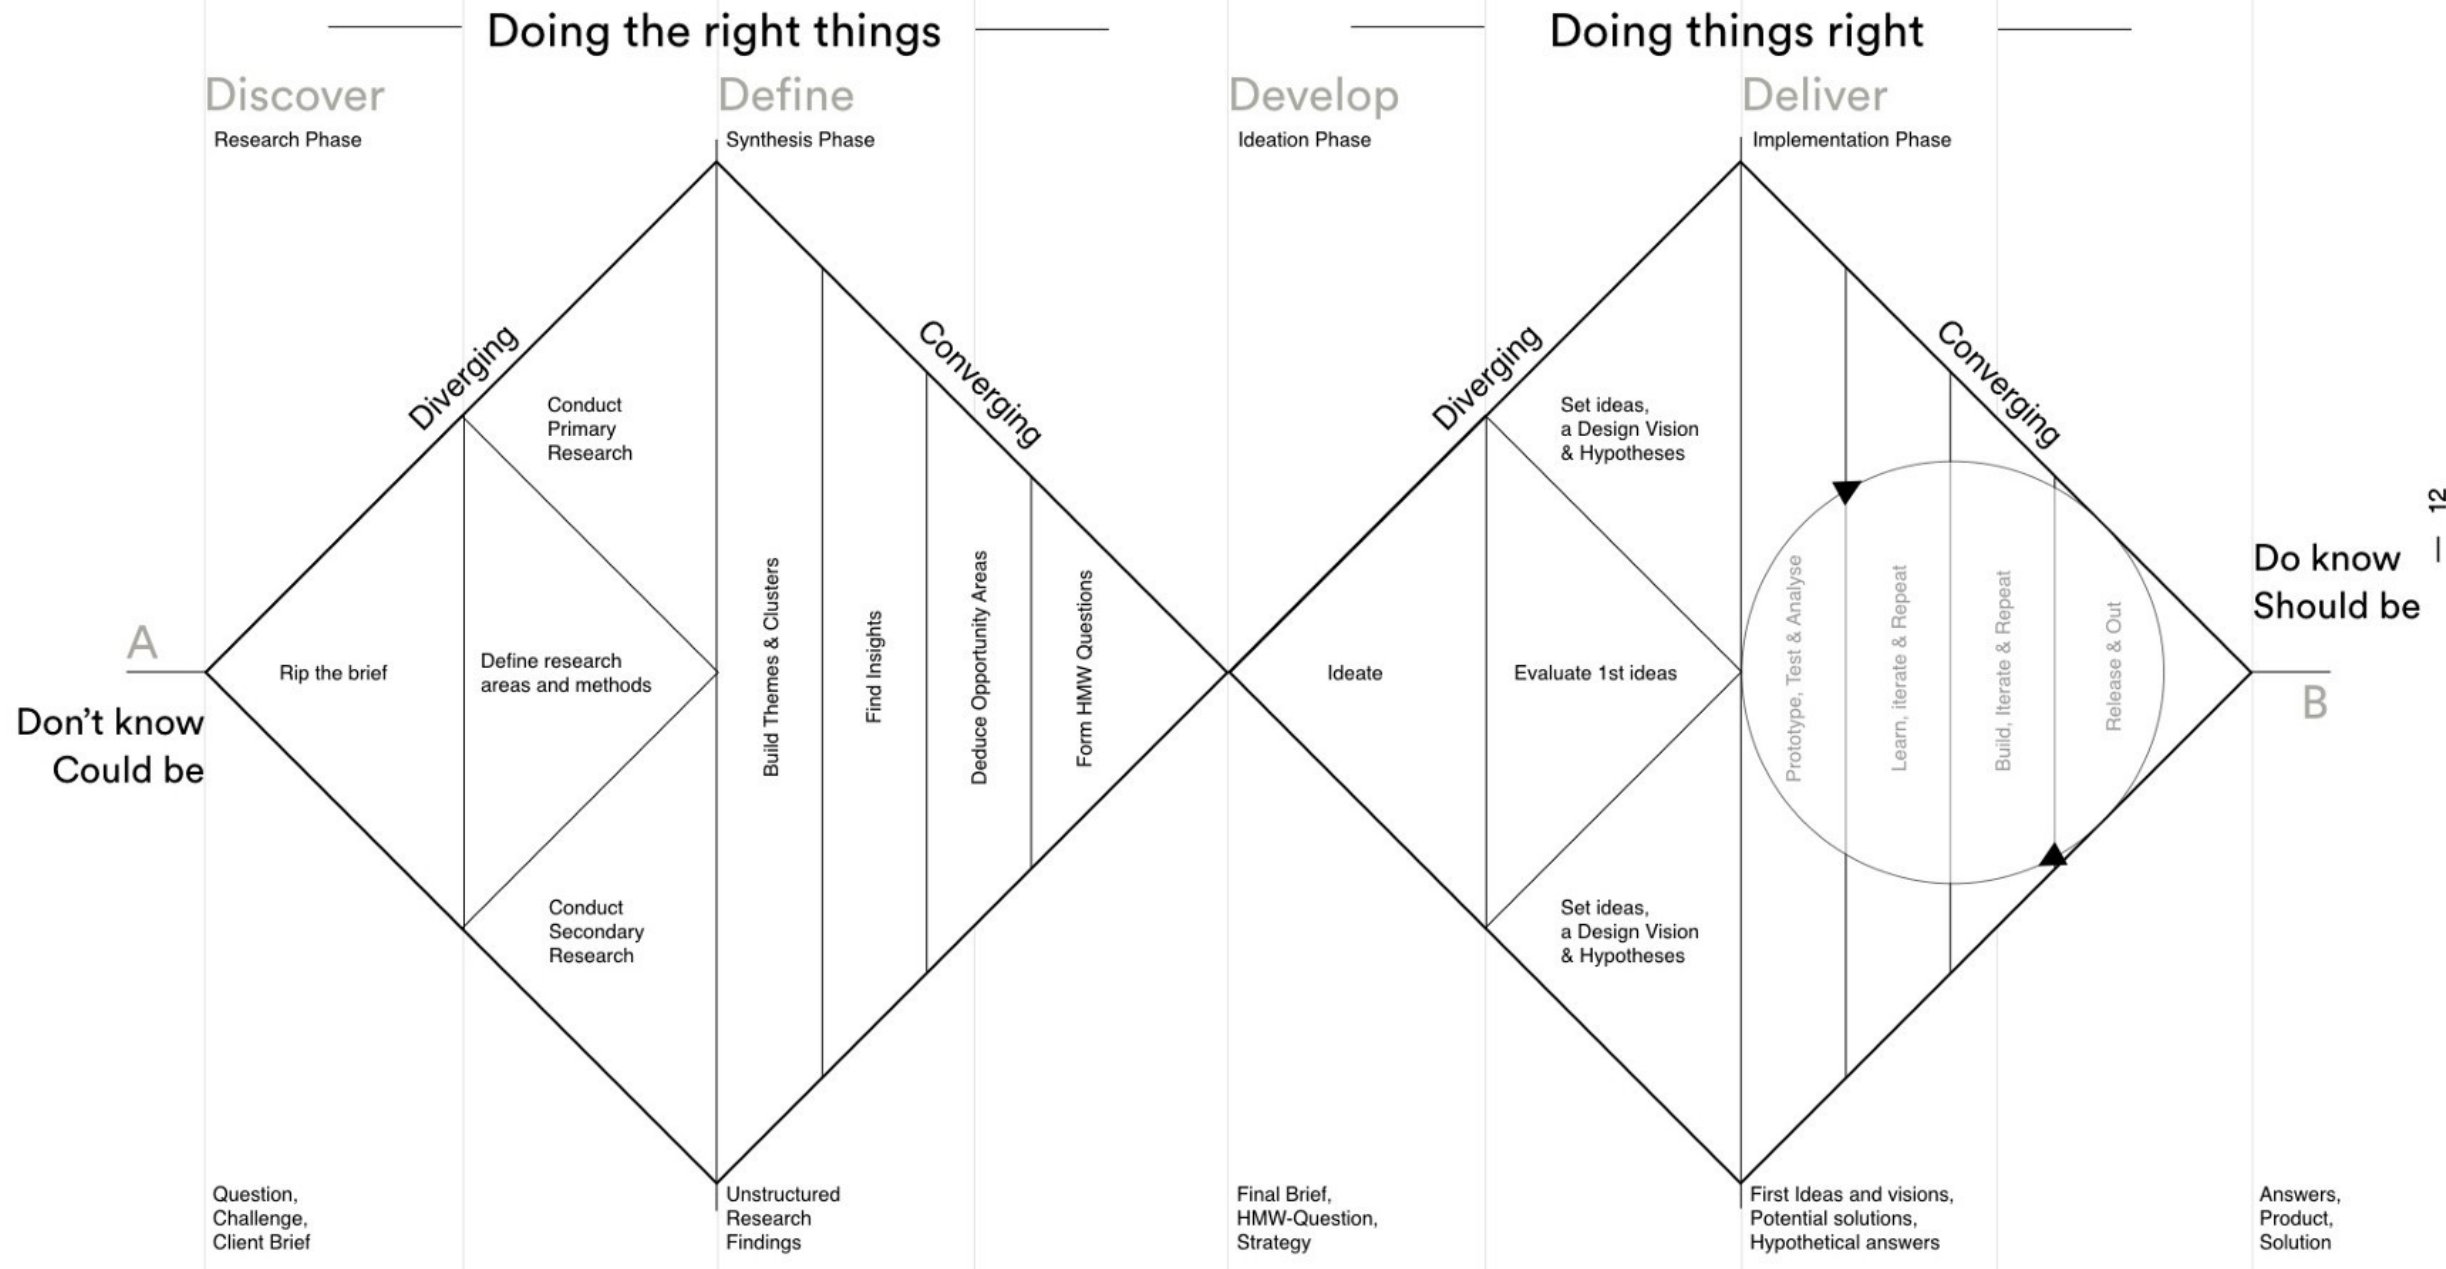 Doing the right things
Doing things right
Discover
Define
Develop
Deliver
Research Phase
Synthesis Phase
Ideation Phase
Implementation Phase
Diverging
Converging
Diverging
Converging
Conduct
Primary
Research
Set ideas,
a Design Vision
& Hypotheses
12
A
Don't know
Could be
Rip the brief
Define research
areas and methods
Build Themes & Clusters
Find Insights
Deduce Opportunity Areas
Form HMW Questions
Ideate
Evaluate 1st ideas
Prototype, Test & Analyse
Learn, iterate & Repeat
Build, Iterate & Repeat
Release & Out
Do know
Should be
B
Conduct
Secondary
Research
Set ideas,
a Design Vision
& Hypotheses
Question,
Challenge,
Client Brief
Unstructured
Research
Findings
Final Brief,
HMW-Question,
Strategy
First Ideas and visions,
Potential solutions,
Hypothetical answers
Answers,
Product,
Solution